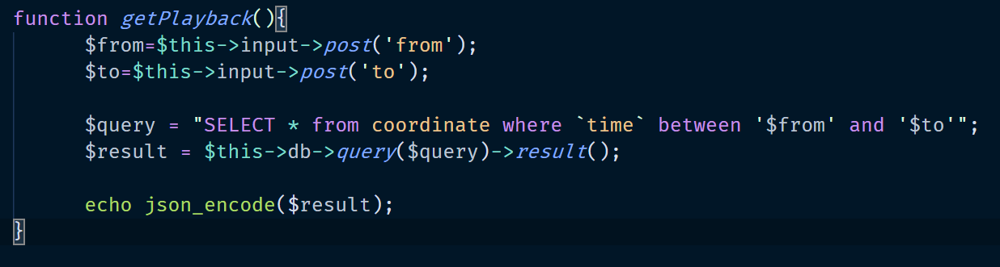 function getPlayback(){
$from=$this->input->post('from');
$to=$this->input->post('to');
$query = "SELECT * from coordinate where `time` between '$from' and '$to'";
$result = $this->db->query($query)->result();
echo json_encode($result);
}